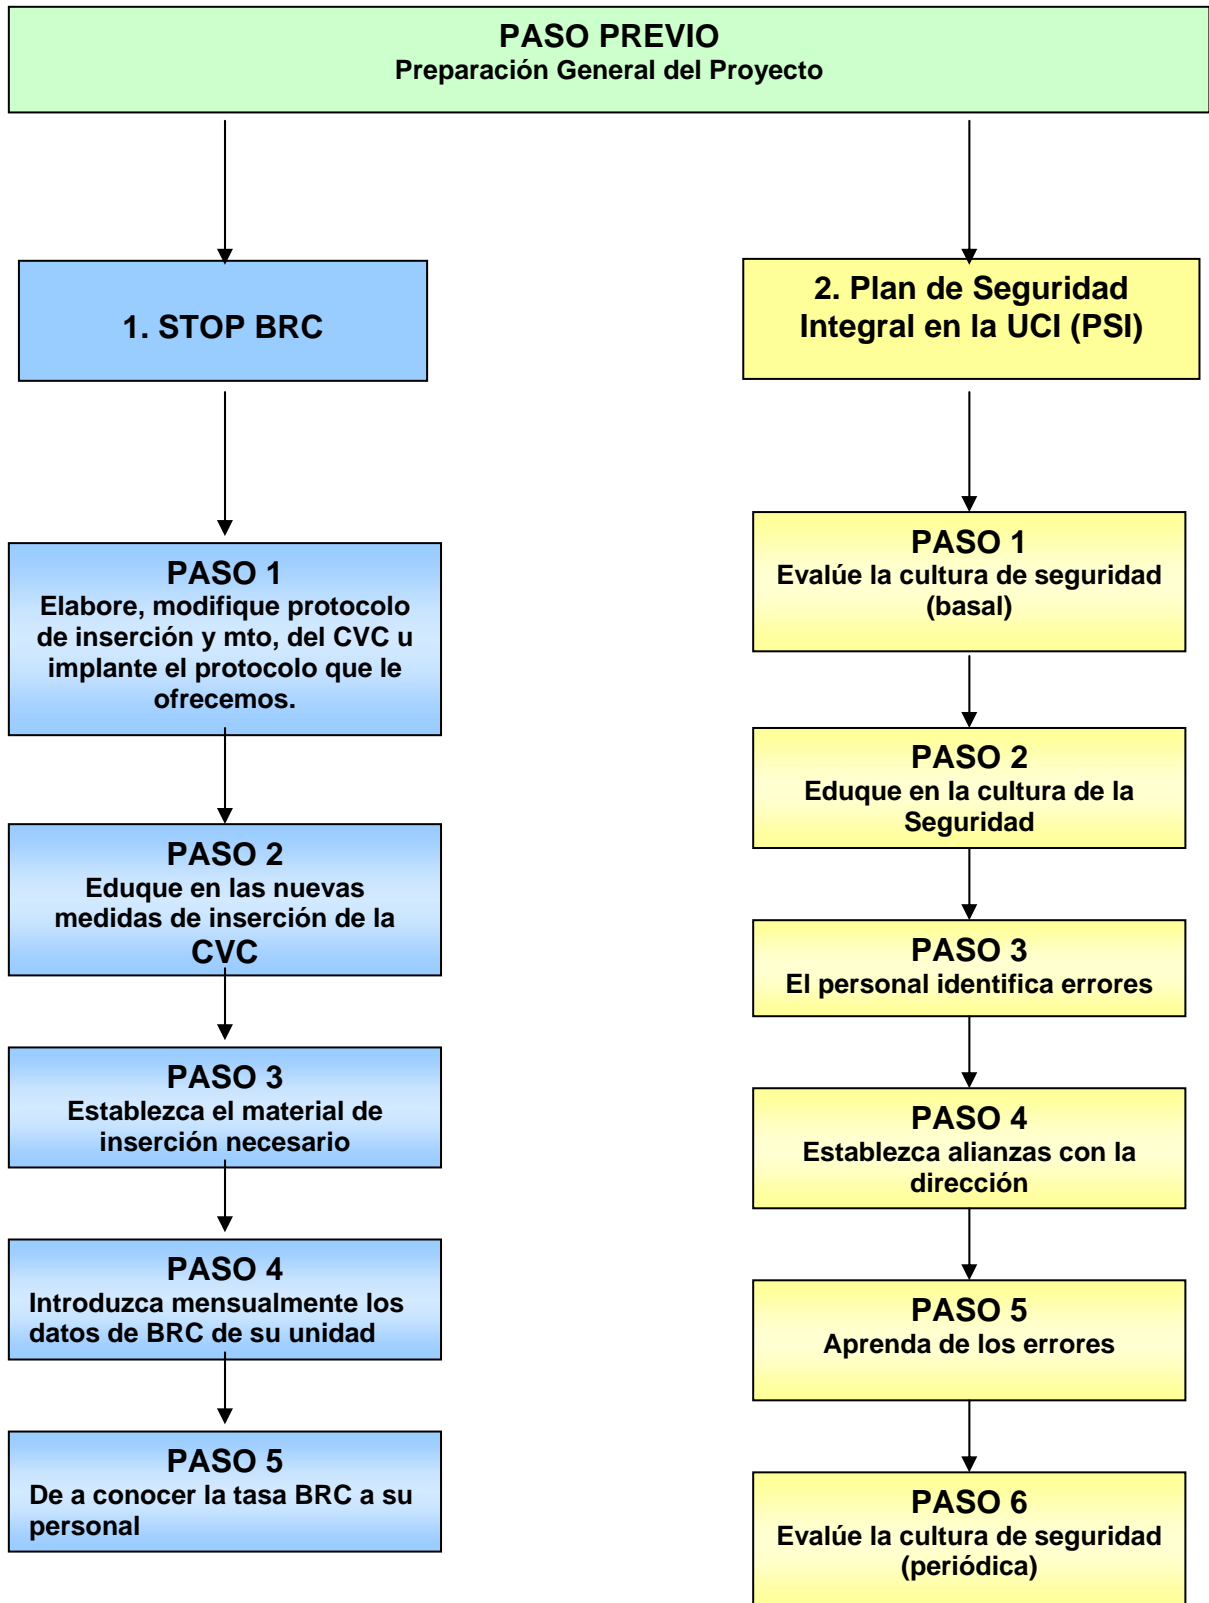 PASO PREVIO
Preparación General del Proyecto
1. STOP BRC
PASO 1
Elabore, modifique protocolo
de inserción y mto, del CVC u
implante el protocolo que le
ofrecemos.
PASO 2
Eduque en las nuevas
medidas de inserción de la
CVC
PASO 3
Establezca el material de
inserción necesario
PASO 4
Introduzca mensualmente los
datos de BRC de su unidad
PASO 5
De a conocer la tasa BRC a su
personal
2. Plan de Seguridad
Integral en la UCI (PSI)
PASO 1
Evalúe la cultura de seguridad
(basal)
PASO 2
Eduque en la cultura de la
Seguridad
PASO 3
El personal identifica errores
PASO 4
Establezca alianzas con la
dirección
PASO 5
Aprenda de los errores
PASO 6
Evalúe la cultura de seguridad
(periódica)